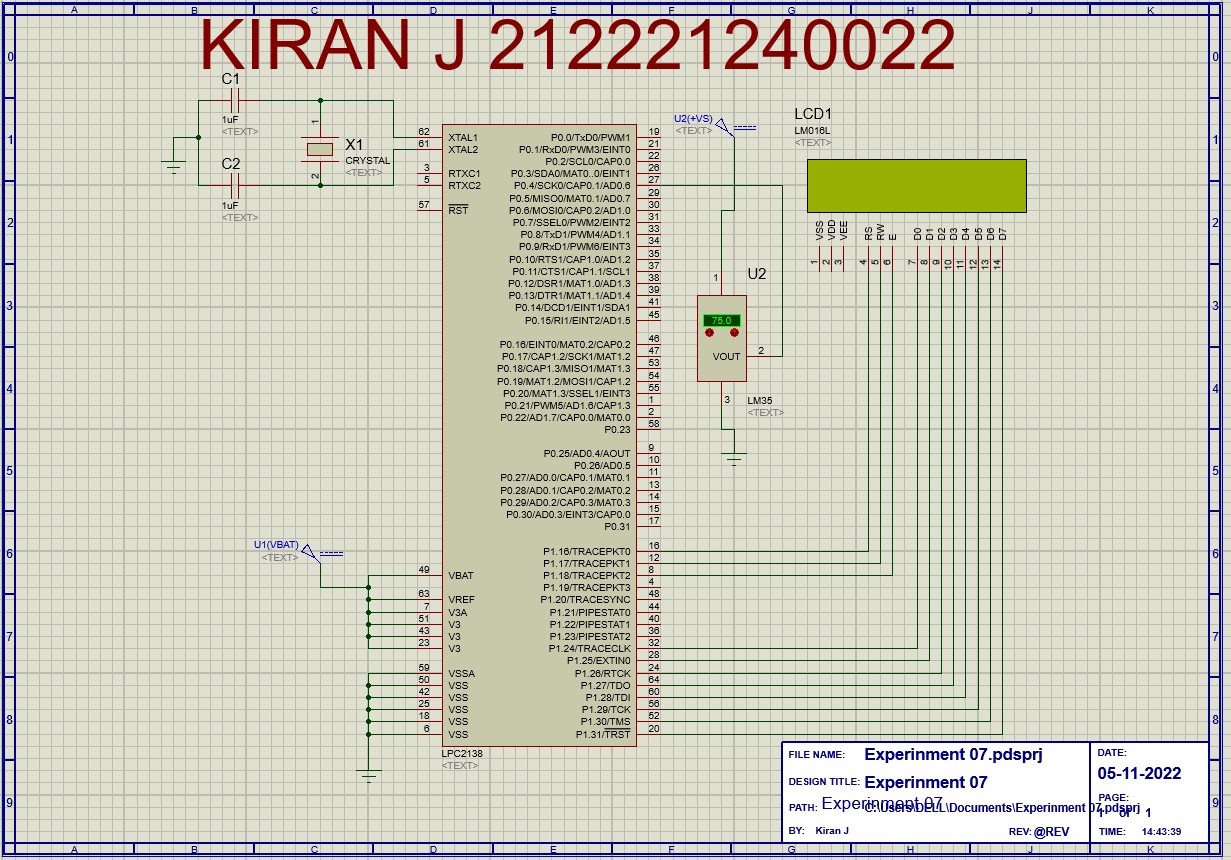 A B C D E F G H J K
KIRAN J 212221240022
0 0
1 1
2 2
3 3
4 4
5 5
6 6
7 7
8 8
9 9
C1
1uF
<TEXT>
C2
1uF
<TEXT>
1
X1
CRYSTAL
<TEXT>
2
62 XTAL1
61 XTAL2
3 RTXC1
5 RTXC2
57 RST
U1(VBAT)
<TEXT>
49 VBAT
63 VREF
7 V3A
51 V3
43 V3
23 V3
59 VSSA
50 VSS
42 VSS
25 VSS
18 VSS
6 VSS
P0.0/TxD0/PWM1 19
P0.1/RxD0/PWM3/EINT0 21
P0.2/SCL0/CAP0.0 22
P0.3/SDA0/MAT0..0/EINT1 26
P0.4/SCK0/CAP0.1/AD0.6 27
P0.5/MISO0/MAT0.1/AD0.7 29
P0.6/MOSI0/CAP0.2/AD1.0 30
P0.7/SSEL0/PWM2/EINT2 31
P0.8/TxD1/PWM4/AD1.1 33
P0.9/RxD1/PWM6/EINT3 34
P0.10/RTS1/CAP1.0/AD1.2 35
P0.11/CTS1/CAP1.1/SCL1 37
P0.12/DSR1/MAT1.0/AD1.3 38
P0.13/DTR1/MAT1.1/AD1.4 39
P0.14/DCD1/EINT1/SDA1 41
P0.15/RI1/EINT2/AD1.5 45
P0.16/EINT0/MAT0.2/CAP0.2 46
P0.17/CAP1.2/SCK1/MAT1.2 47
P0.18/CAP1.3/MISO1/MAT1.3 53
P0.19/MAT1.2/MOSI1/CAP1.2 54
P0.20/MAT1.3/SSEL1/EINT3 55
P0.21/PWM5/AD1.6/CAP1.3 1
P0.22/AD1.7/CAP0.0/MAT0.0 2
P0.23 58
P0.25/AD0.4/AOUT 9
P0.26/AD0.5 10
P0.27/AD0.0/CAP0.1/MAT0.1 11
P0.28/AD0.1/CAP0.2/MAT0.2 13
P0.29/AD0.2/CAP0.3/MAT0.3 14
P0.30/AD0.3/EINT3/CAP0.0 15
P0.31 17
P1.16/TRACEPKT0 16
P1.17/TRACEPKT1 12
P1.18/TRACEPKT2 8
P1.19/TRACEPKT3 4
P1.20/TRACESYNC 48
P1.21/PIPESTAT0 44
P1.22/PIPESTAT1 40
P1.23/PIPESTAT2 36
P1.24/TRACECLK 32
P1.25/EXTIN0 28
P1.26/RTCK 24
P1.27/TDO 64
P1.28/TDI 60
P1.29/TCK 56
P1.30/TMS 52
P1.31/TRST 20
LPC2138
<TEXT>
U2(+VS)
<TEXT>
1 U2
75.0
VOUT 2
3 LM35
<TEXT>
LCD1
LM016L
<TEXT>
VSS VDD VEE RS RW E D0 D1 D2 D3 D4 D5 D6 D7
1 2 3 4 5 6 7 8 9 10 11 12 13 14
FILE NAME: Experinment 07.pdsprj
DESIGN TITLE: Experinment 07
PATH: Experinment 07
C:\Users\DELL\Documents\Experinment 07.pdsprj
BY: Kiran J REV: @REV
DATE:
05-11-2022
PAGE:
1 of 1
TIME: 14:43:39
A B C D E F G H J K